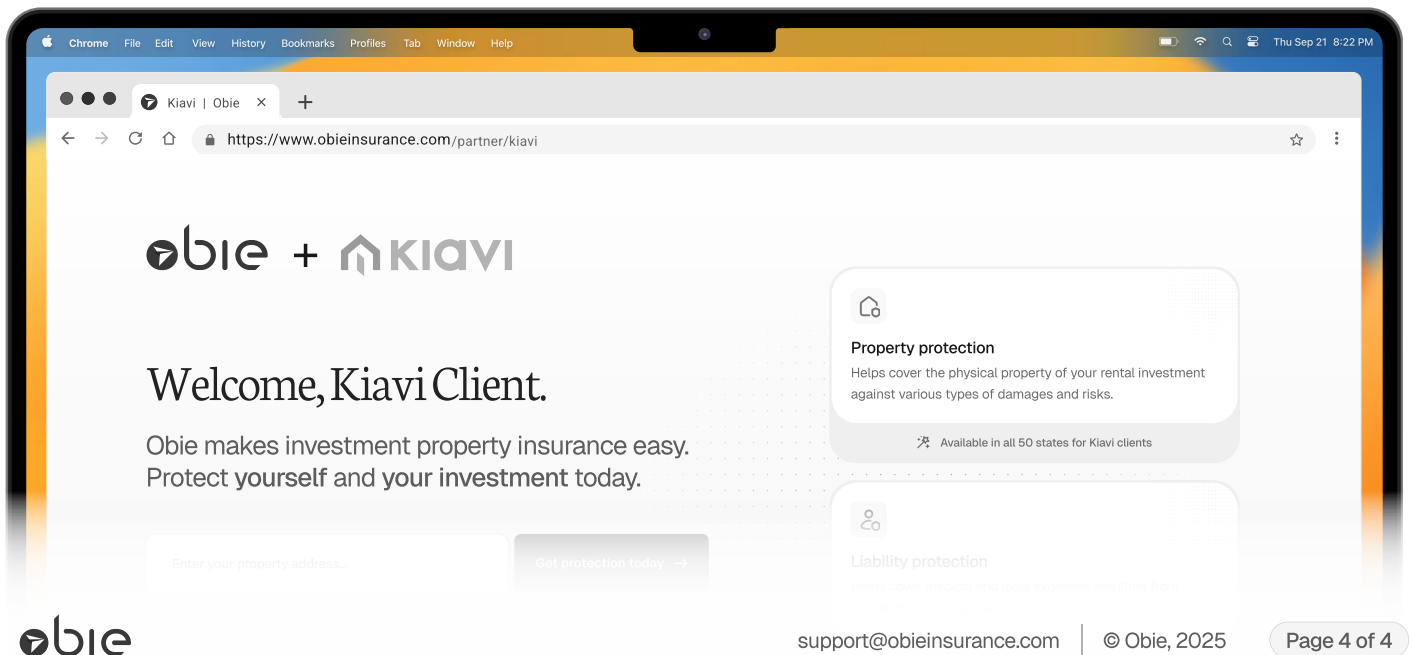 Chrome File Edit View History Bookmarks Profiles Tab Window Help Thu Sep 21 8:22 PM
Kiavi | Obie
https://www.obieinsurance.com/partner/kiavi
obie + KIAVI
Welcome, Kiavi Client.
Obie makes investment property insurance easy.
Protect yourself and your investment today.
Enter your property address...
Get protection today →
Property protection
Helps cover the physical property of your rental investment
against various types of damages and risks.
Available in all 50 states for Kiavi clients
Liability protection
obie
support@obieinsurance.com
© Obie, 2025
Page 4 of 4